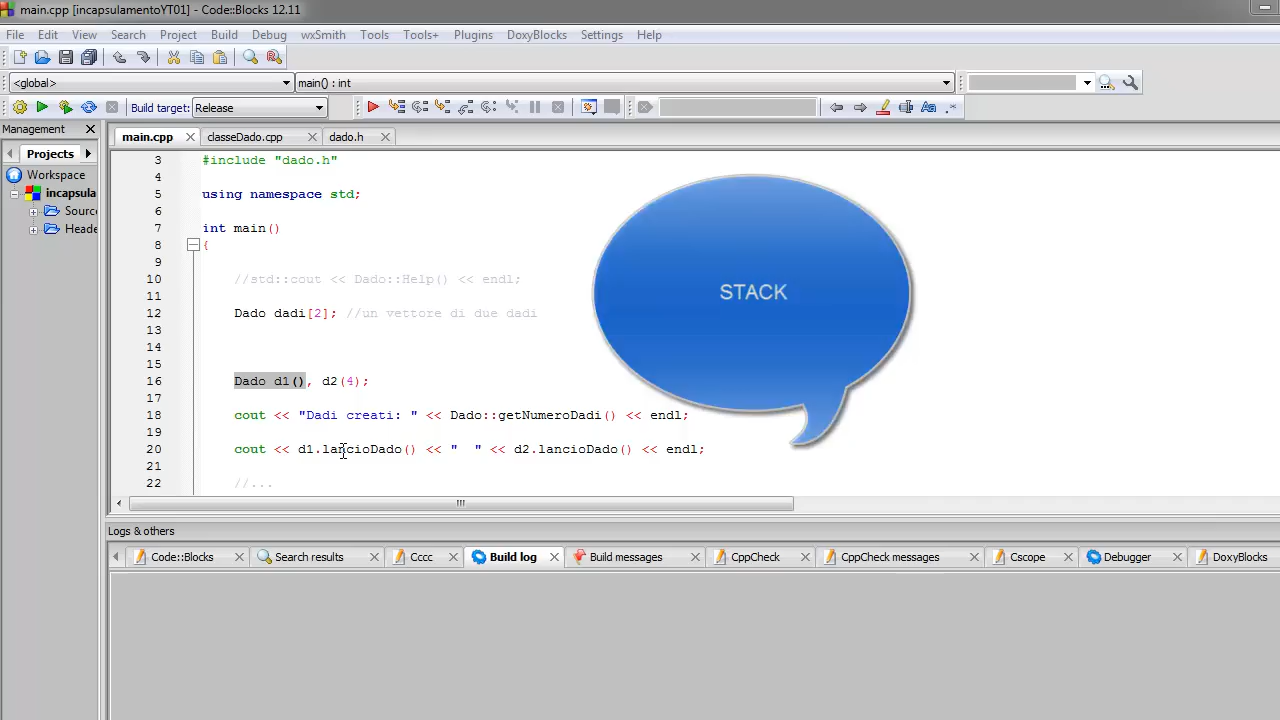 main.cpp [incapsulamentoYT01] - Code::Blocks 12.11
File Edit View Search Project Build Debug wxSmith Tools Tools+ Plugins DoxyBlocks Settings Help
<global> main() : int
Build target: Release
Management
main.cpp classeDado.cpp dado.h
Projects
Workspace
incapsula
Sourc
Heade
3 #include "dado.h"
4
5 using namespace std;
6
7 int main()
8 {
9
10 //std::cout << Dado::Help() << endl;
11
12 Dado dadi[2]; //un vettore di due dadi
13
14
15
16 Dado d1(), d2(4);
17
18 cout << "Dadi creati: " << Dado::getNumeroDadi() << endl;
19
20 cout << d1.lancioDado() << "  " << d2.lancioDado() << endl;
21
22 //...
STACK
Logs & others
Code::Blocks Search results Cccc Build log Build messages CppCheck CppCheck messages Cscope Debugger DoxyBlocks